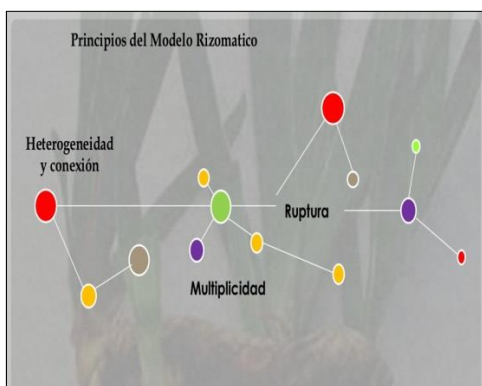 Principios del Modelo Rizomatico
Heterogeneidad
y conexión
Ruptura
Multiplicidad